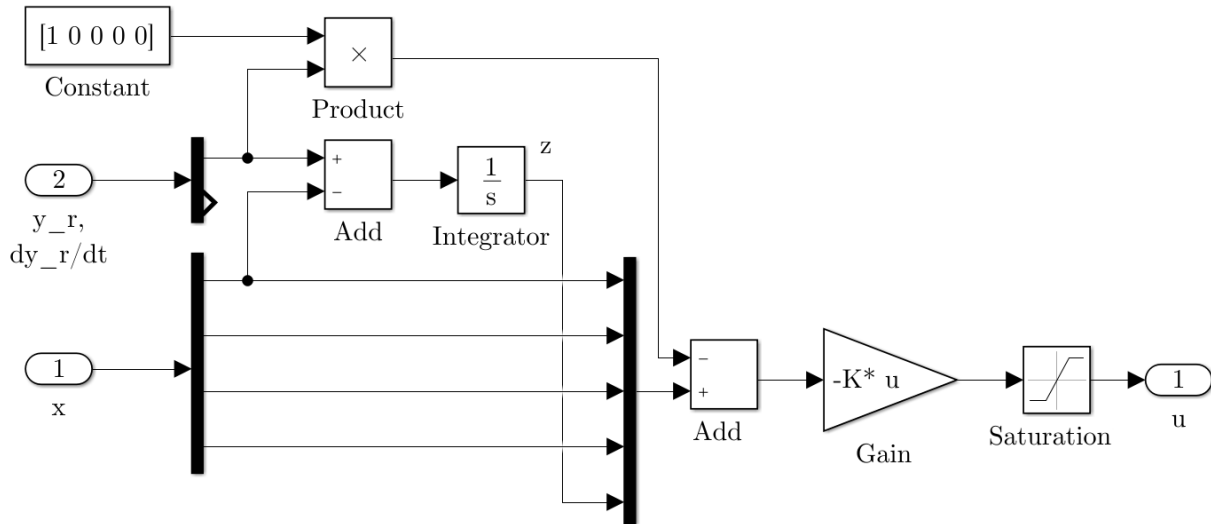 [1 0 0 0 0]
Constant
×
Product
2
y_r,
dy_r/dt
+
−
Add
1
s
Integrator
z
1
x
−
+
Add
-K* u
Gain
Saturation
1
u